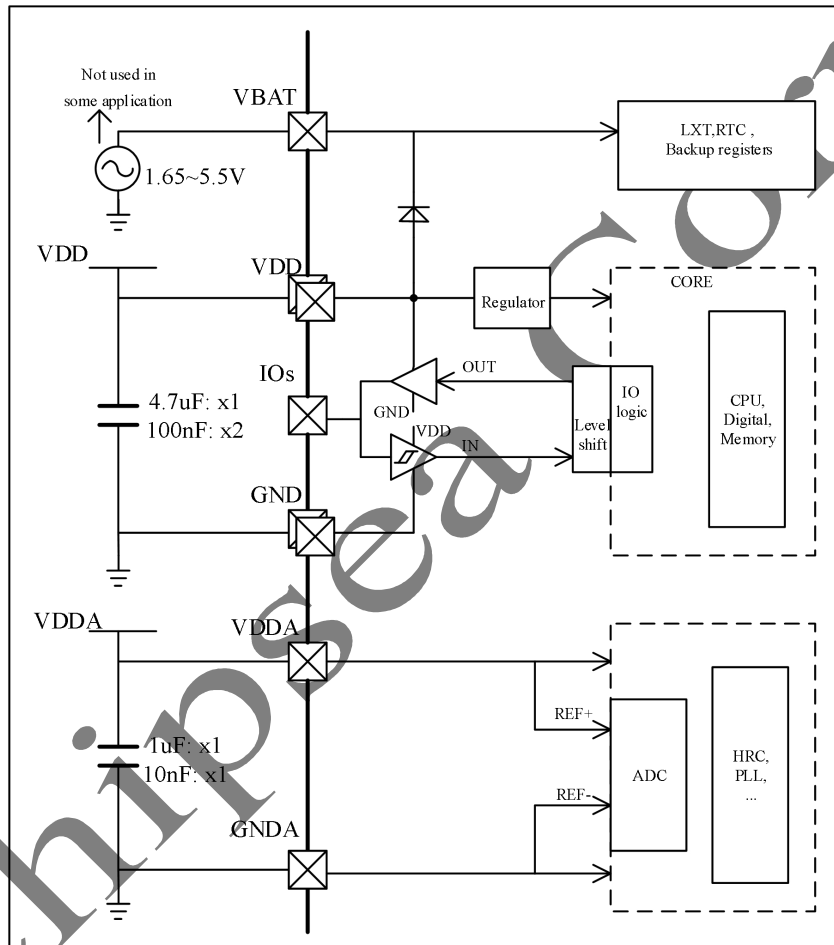 Not used in
some application
VBAT
1.65~5.5V
LXT,RTC ,
Backup registers
VDD
VDD
Regulator
CORE
IOs
OUT
4.7uF: x1
100nF: x2
GND
VDD
IN
Level
shift
IO
logic
CPU,
Digital,
Memory
GND
VDDA
VDDA
1uF: x1
10nF: x1
REF+
ADC
REF-
HRC,
PLL,
...
GNDA
hipsea Con